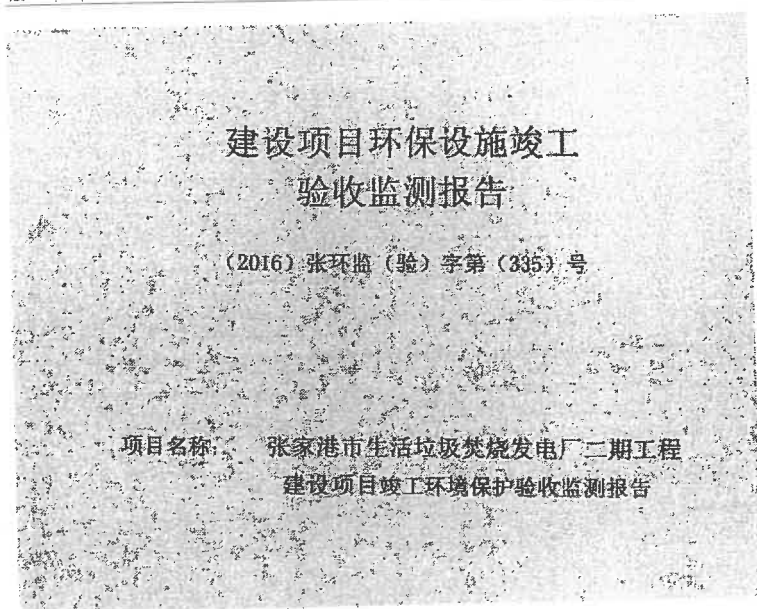 建设项目环保设施竣工
验收监测报告
（2016）张环监（验）字第（335）号
项目名称： 张家港市生活垃圾焚烧发电厂二期工程
建设项目竣工环境保护验收监测报告